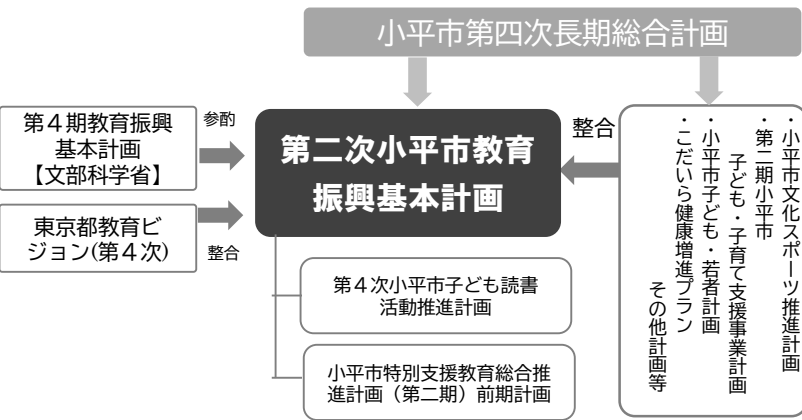 小平市第四次長期総合計画
第４期教育振興
基本計画
【文部科学省】
参酌
東京都教育ビ
ジョン(第４次)
整合
第二次小平市教育
振興基本計画
整合
・小平市文化スポーツ推進計画
・第二期小平市
子ども・子育て支援事業計画
・小平市子ども・若者計画
・こだいら健康増進プラン
その他計画等
第４次小平市子ども読書
活動推進計画
小平市特別支援教育総合推
進計画（第二期）前期計画